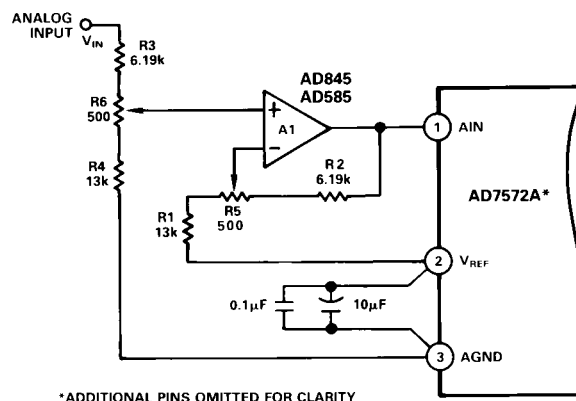 ANALOG
INPUT
VIN
R3
6.19k
R6
500
R4
13k
AD845
AD585
+
A1
−
R2
6.19k
R5
500
R1
13k
1
AIN
AD7572A*
2
VREF
0.1μF
10μF
3
AGND
*ADDITIONAL PINS OMITTED FOR CLARITY